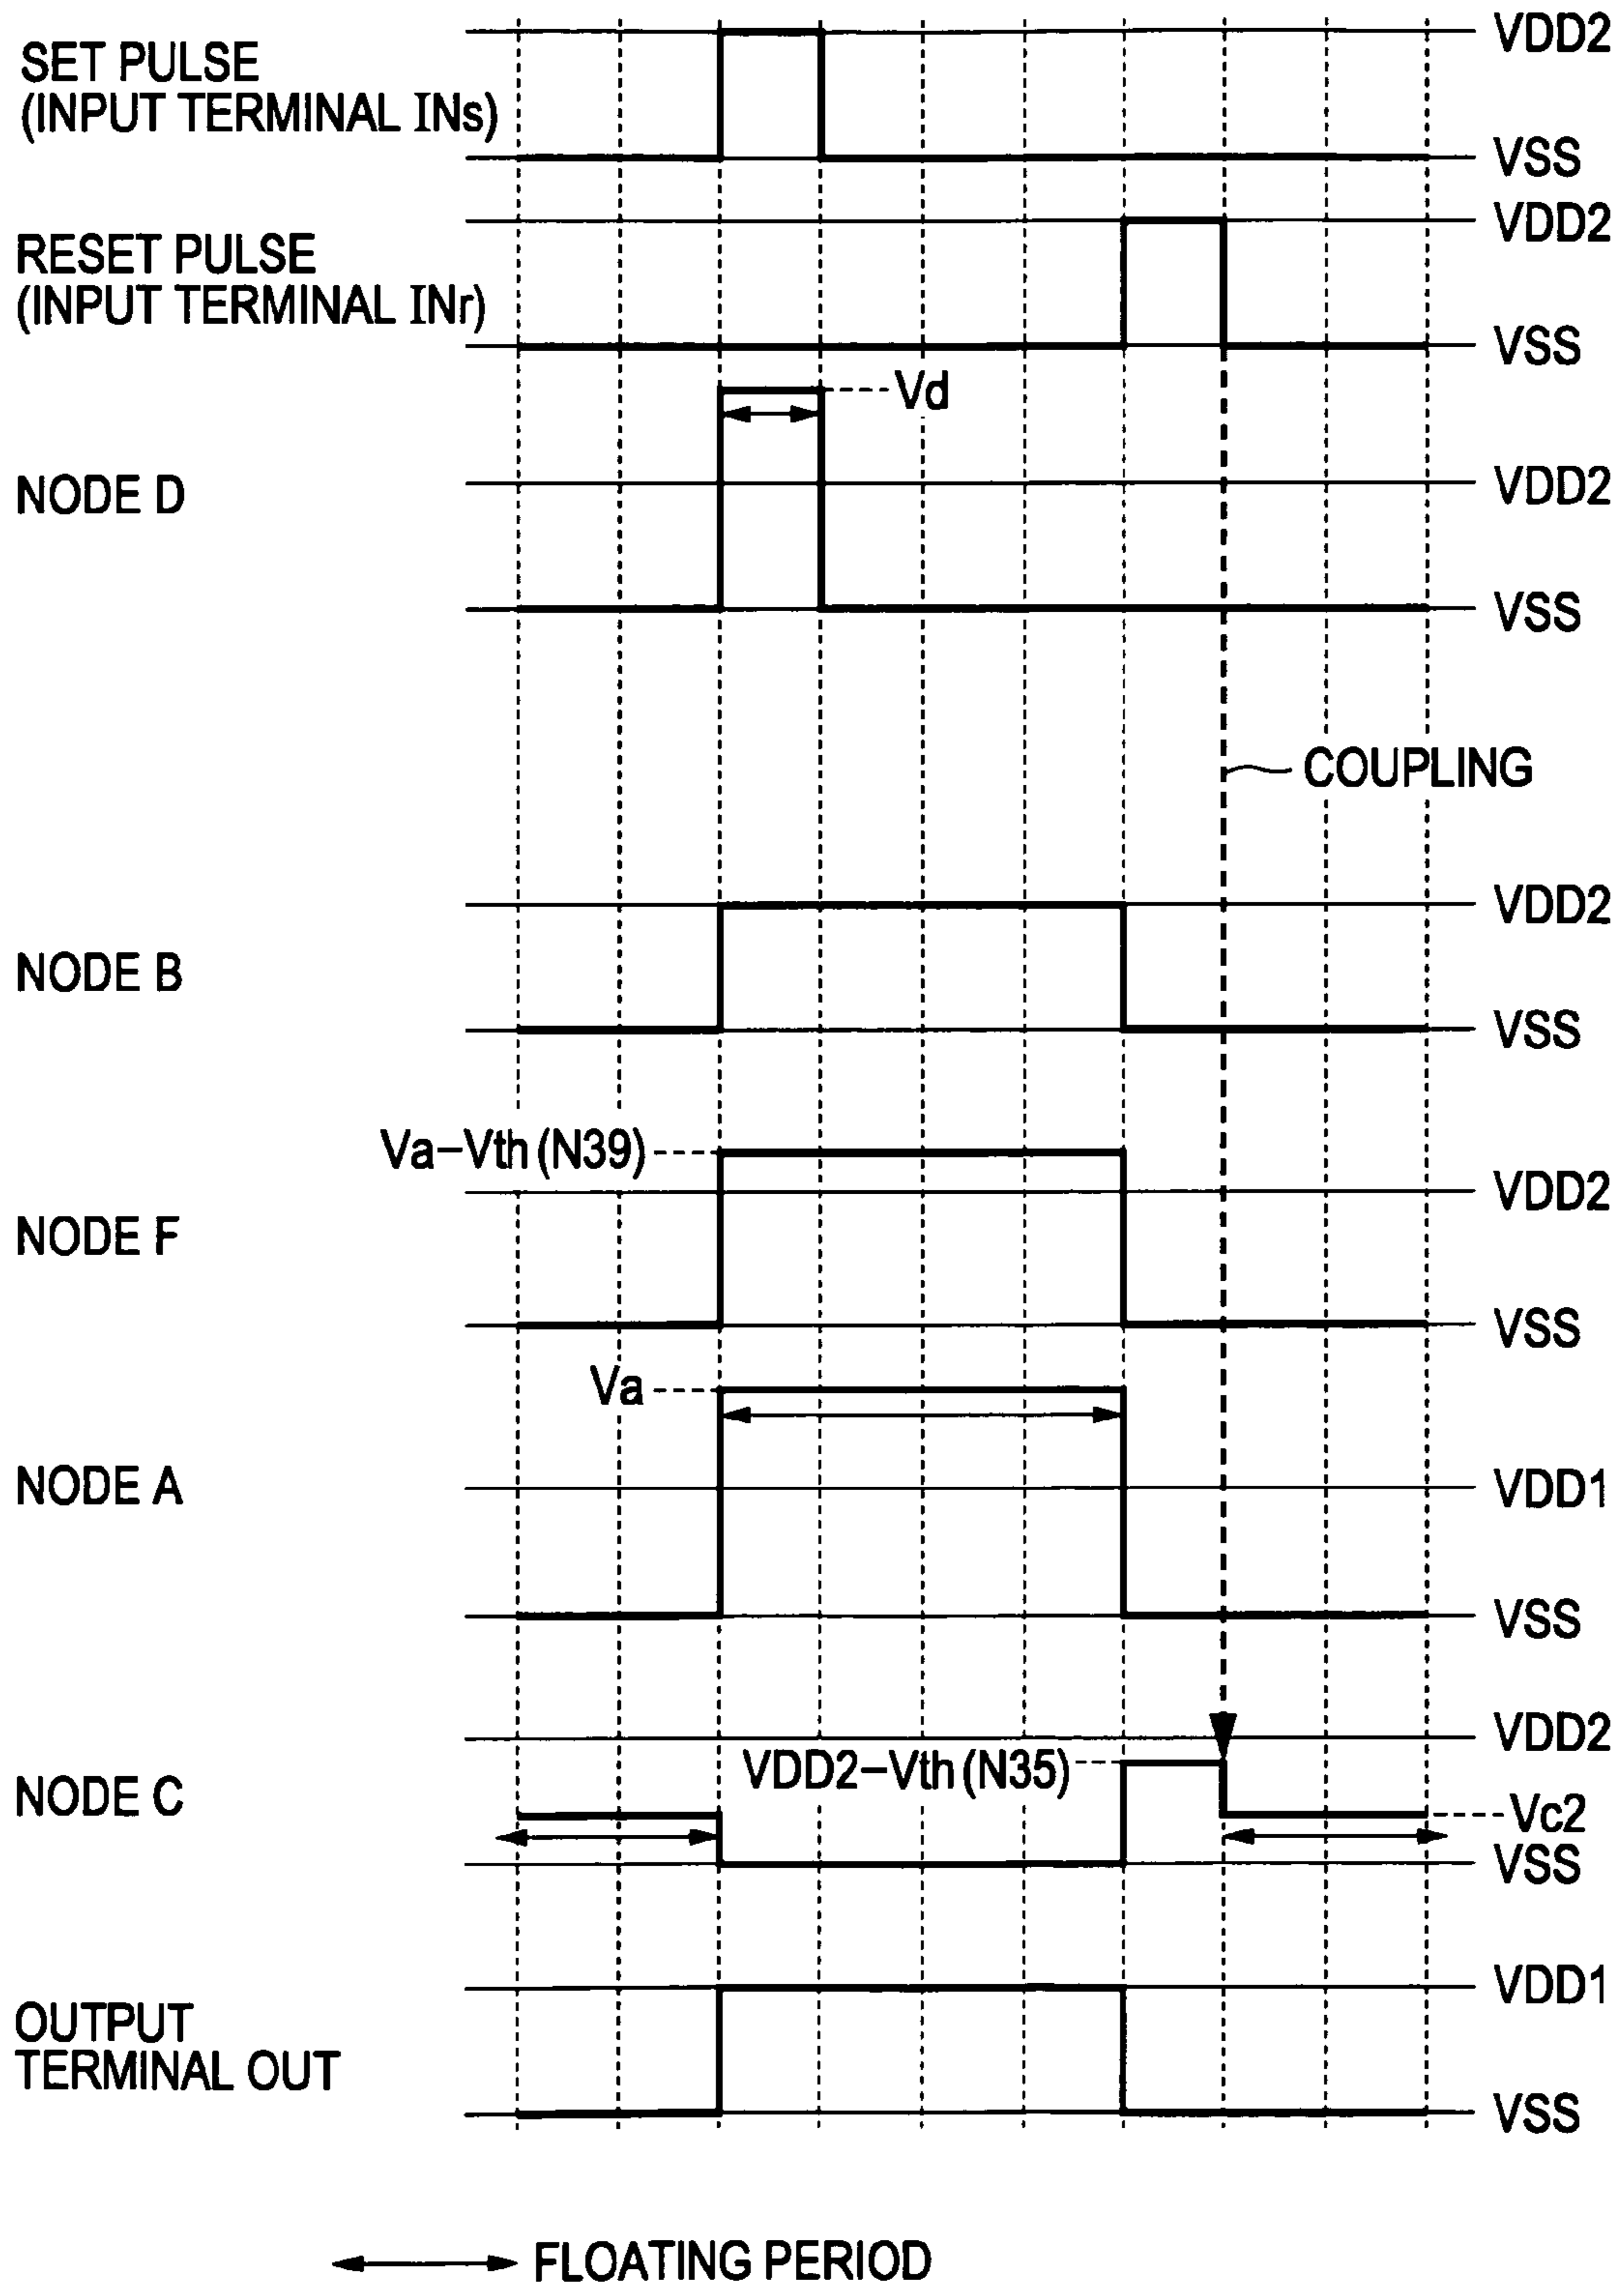 VDD2
SET PULSE
(INPUT TERMINAL INs)
VSS
VDD2
RESET PULSE
(INPUT TERMINAL INr)
VSS
Vd
VDD2
NODE D
VSS
COUPLING
VDD2
NODE B
VSS
Va-Vth (N39)
VDD2
NODE F
VSS
Va
NODE A
VDD1
VSS
VDD2
VDD2-Vth (N35)
NODE C
Vc2
VSS
VDD1
OUTPUT
TERMINAL OUT
VSS
FLOATING PERIOD